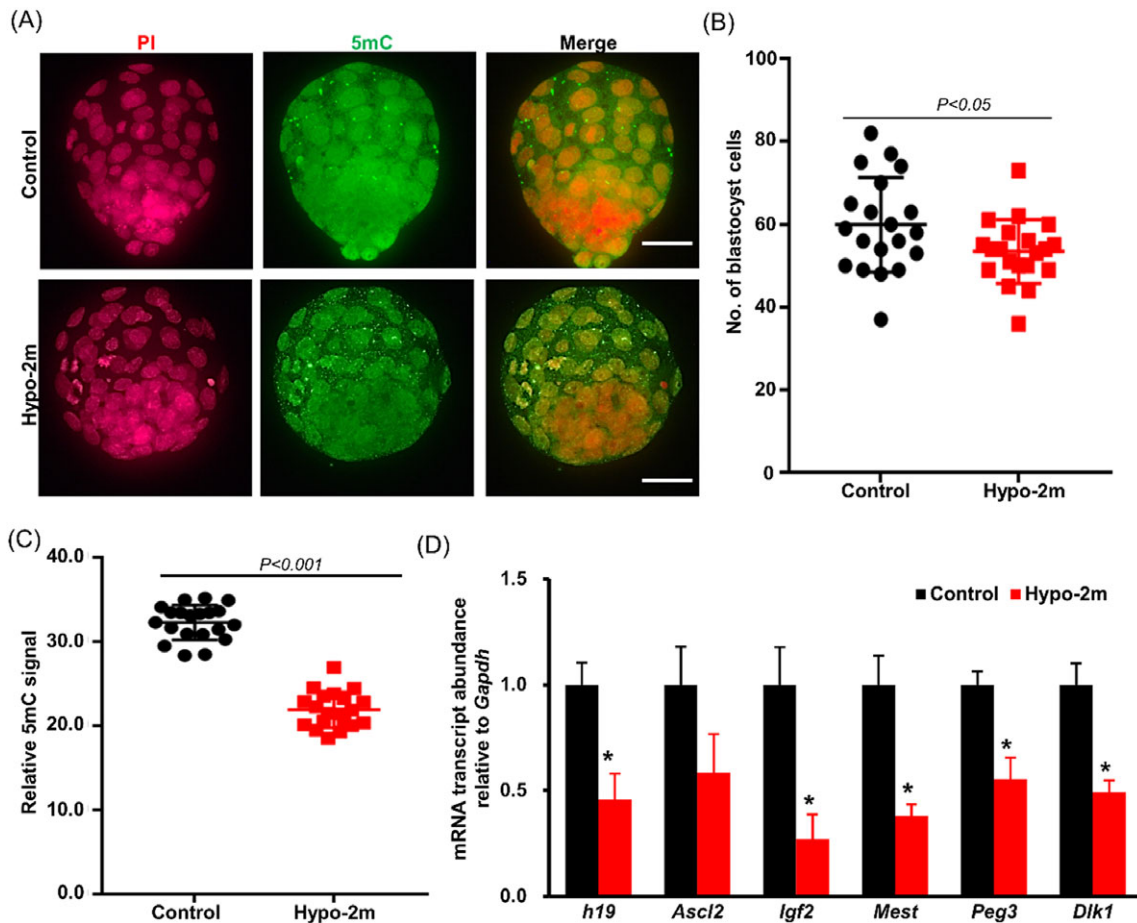 (A)
PI
5mC
Merge
Control
Hypo-2m
(B)
No. of blastocyst cells
100
80
60
40
20
0
P<0.05
Control
Hypo-2m
(C)
Relative 5mC signal
40.0
30.0
20.0
10.0
0.0
P<0.001
Control
Hypo-2m
(D)
mRNA transcript abundance
relative to Gapdh
1.5
1.0
0.5
0.0
Control
Hypo-2m
*
*
*
*
*
h19
Ascl2
Igf2
Mest
Peg3
Dlk1